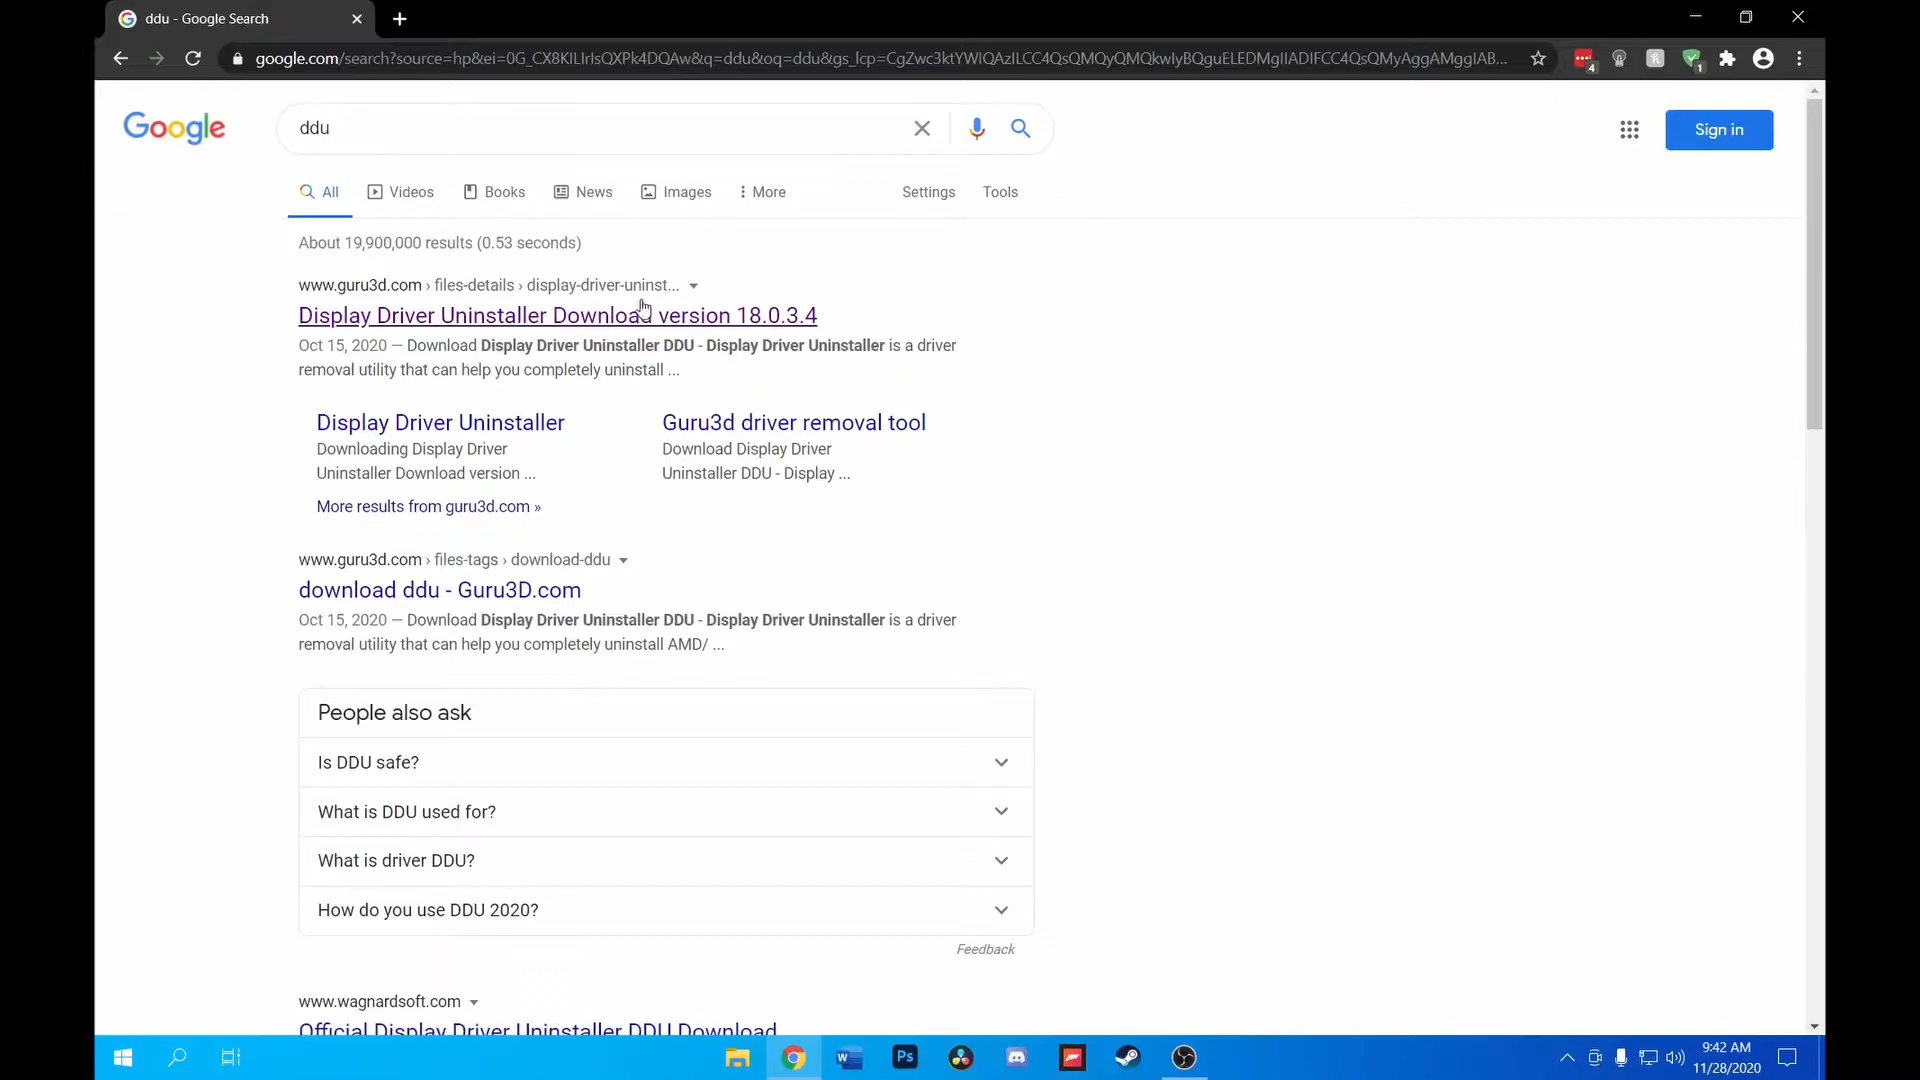 ddu - Google Search
google.com/search?source=hp&ei=0G_CX8KILIrIsQXPk4DQAw&q=ddu&oq=ddu&gs_lcp=CgZwc3ktYWIQAzILCC4QsQMQyQMQkwIyBQguELEDMgIIADIFCC4QsQMyAggAMggIAB...
4
1
Google
ddu
Sign in
All
Videos
Books
News
Images
More
Settings
Tools
About 19,900,000 results (0.53 seconds)
www.guru3d.com › files-details › display-driver-uninst...
Display Driver Uninstaller Download version 18.0.3.4
Oct 15, 2020 — Download Display Driver Uninstaller DDU - Display Driver Uninstaller is a driver
removal utility that can help you completely uninstall ...
Display Driver Uninstaller
Downloading Display Driver
Uninstaller Download version ...
Guru3d driver removal tool
Download Display Driver
Uninstaller DDU - Display ...
More results from guru3d.com »
www.guru3d.com › files-tags › download-ddu
download ddu - Guru3D.com
Oct 15, 2020 — Download Display Driver Uninstaller DDU - Display Driver Uninstaller is a driver
removal utility that can help you completely uninstall AMD/ ...
People also ask
Is DDU safe?
What is DDU used for?
What is driver DDU?
How do you use DDU 2020?
Feedback
www.wagnardsoft.com
Official Display Driver Uninstaller DDU Download
W
Ps
9:42 AM
11/28/2020